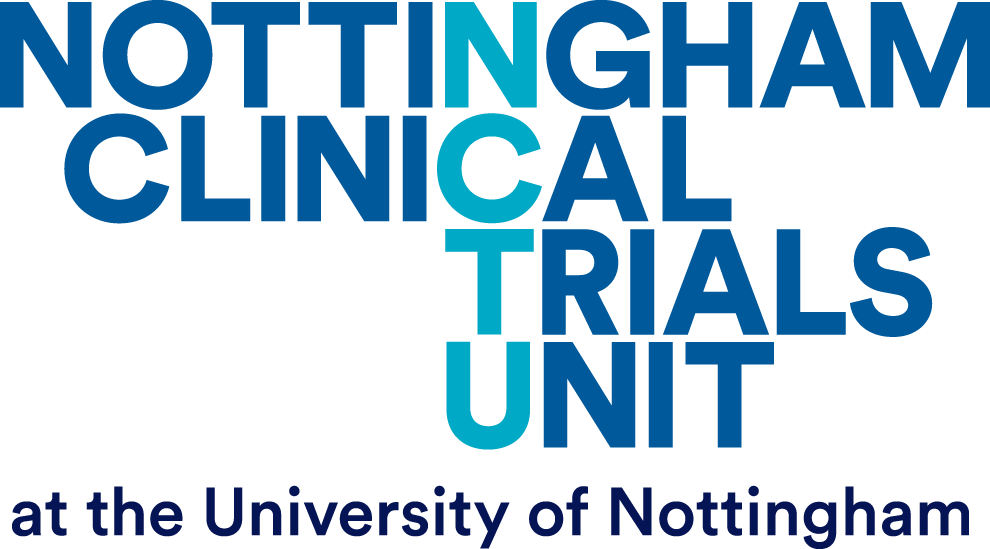 NOTTINGHAM
CLINICAL
TRIALS
UNIT
at the University of Nottingham